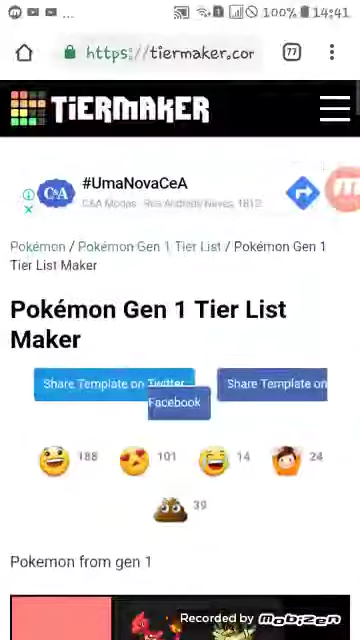 ... 100% 14:41
https://tiermaker.cor
77
TiERMAKER
#UmaNovaCeA
C&A
C&A Modas · Rua Andrade Neves, 1812
Pokémon / Pokémon Gen 1 Tier List / Pokémon Gen 1
Tier List Maker
Pokémon Gen 1 Tier List
Maker
Share Template on Twitter
Share Template on
Facebook
188 101 14 24
39
Pokemon from gen 1
Recorded by mobizen